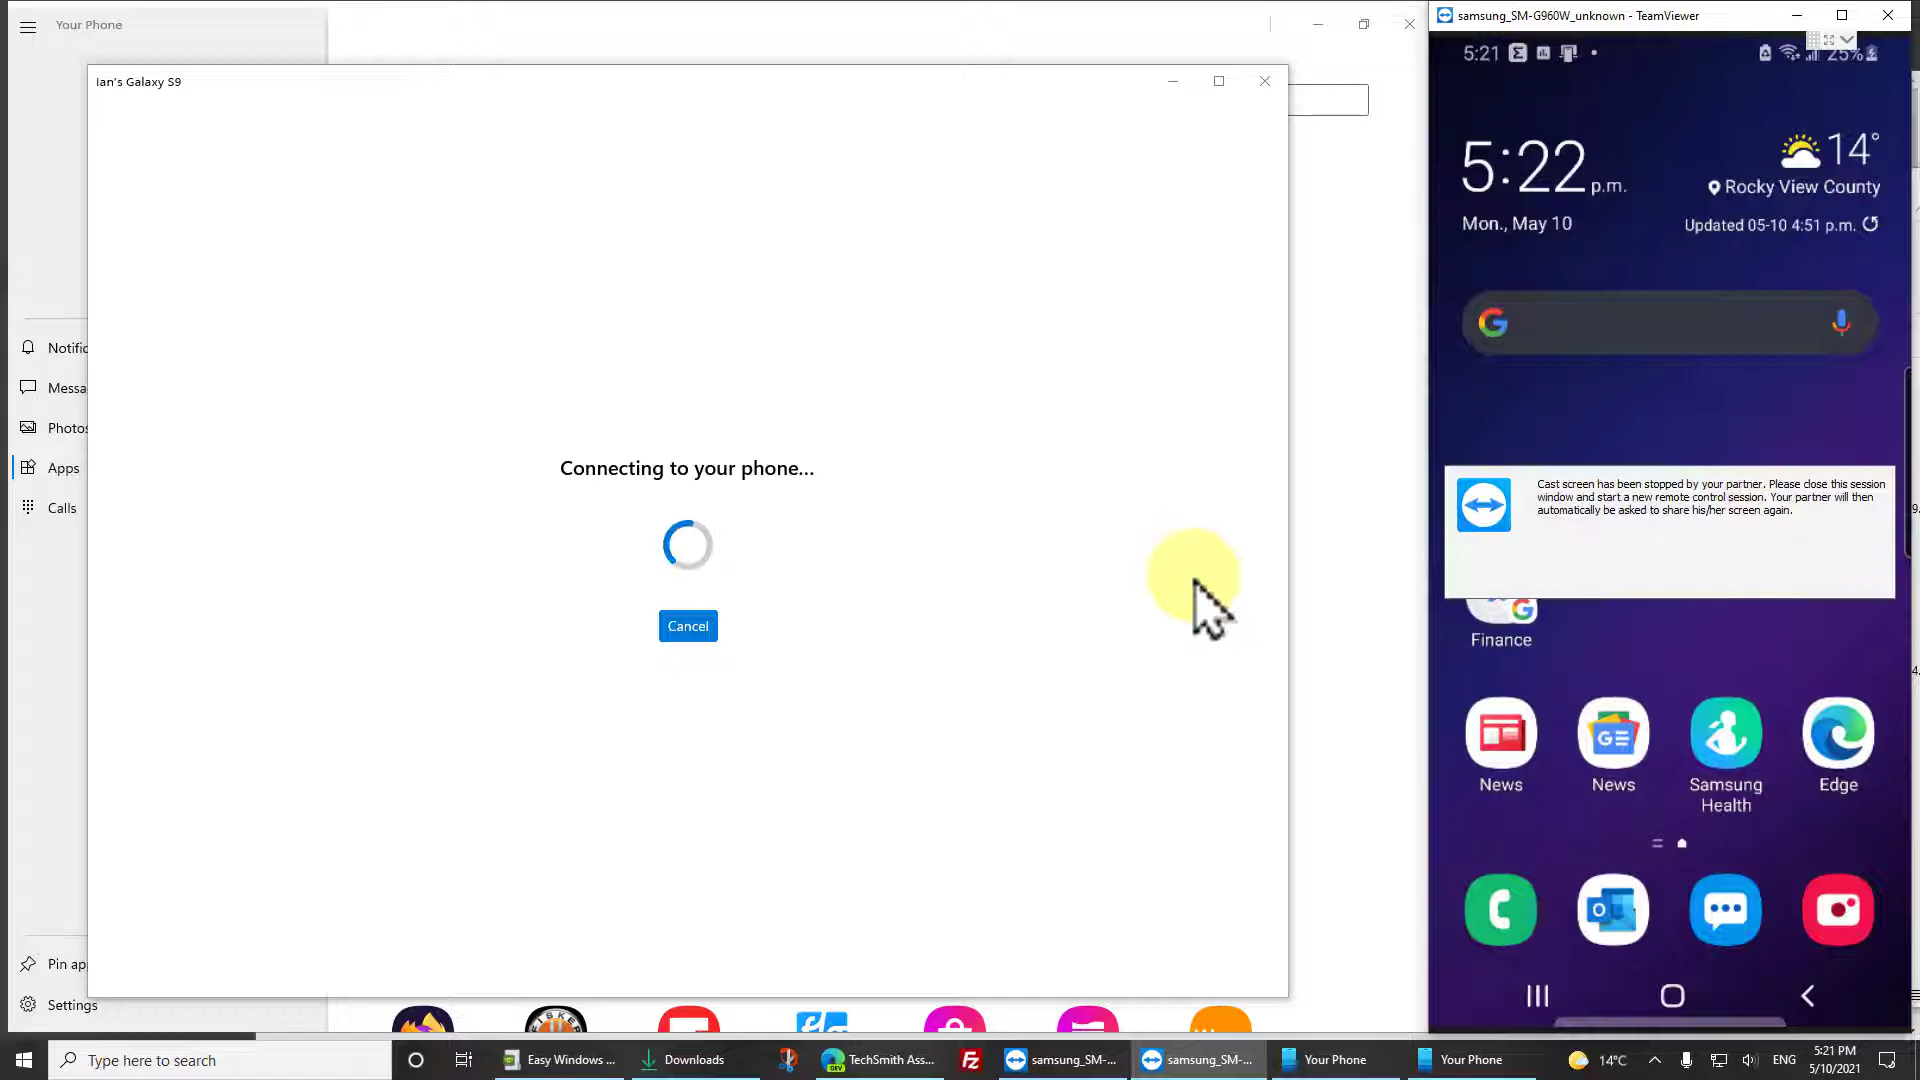 Your Phone
Ian's Galaxy S9
Notific
Messa
Photos
Apps
Calls
Pin ap
Settings
Connecting to your phone...
Cancel
samsung_SM-G960W_unknown - TeamViewer
5:21
25%
5:22 p.m.
14°
Rocky View County
Mon., May 10
Updated 05-10 4:51 p.m.
Cast screen has been stopped by your partner. Please close this session
window and start a new remote control session. Your partner will then
automatically be asked to share his/her screen again.
Finance
News
News
Samsung
Health
Edge
Type here to search
Easy Windows ...
Downloads
TechSmith Ass...
samsung_SM-...
samsung_SM-...
Your Phone
Your Phone
14°C
ENG
5:21 PM
5/10/2021